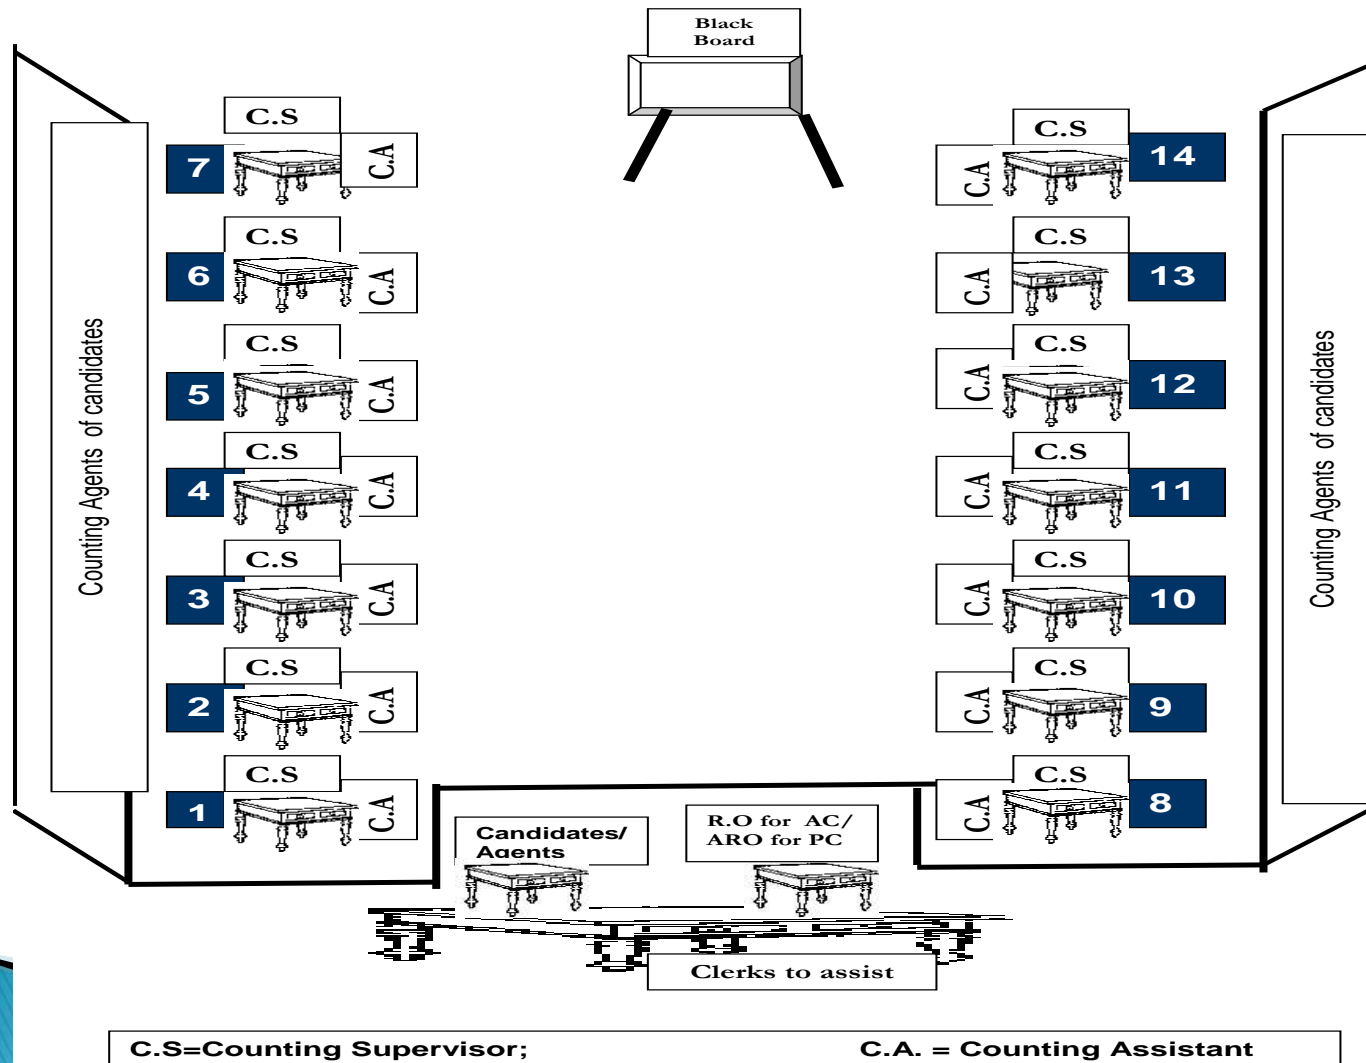 Black
Board
Counting Agents of candidates
C.S
7
C.A
C.S
6
C.A
C.S
5
C.A
C.S
4
C.A
C.S
3
C.A
C.S
2
C.A
C.S
1
C.A
C.S
C.A
14
C.S
C.A
13
C.S
C.A
12
C.S
C.A
11
C.S
C.A
10
C.S
C.A
9
C.S
C.A
8
Counting Agents of candidates
Candidates/
Agents
R.O for AC/
ARO for PC
Clerks to assist
C.S=Counting Supervisor; C.A. = Counting Assistant